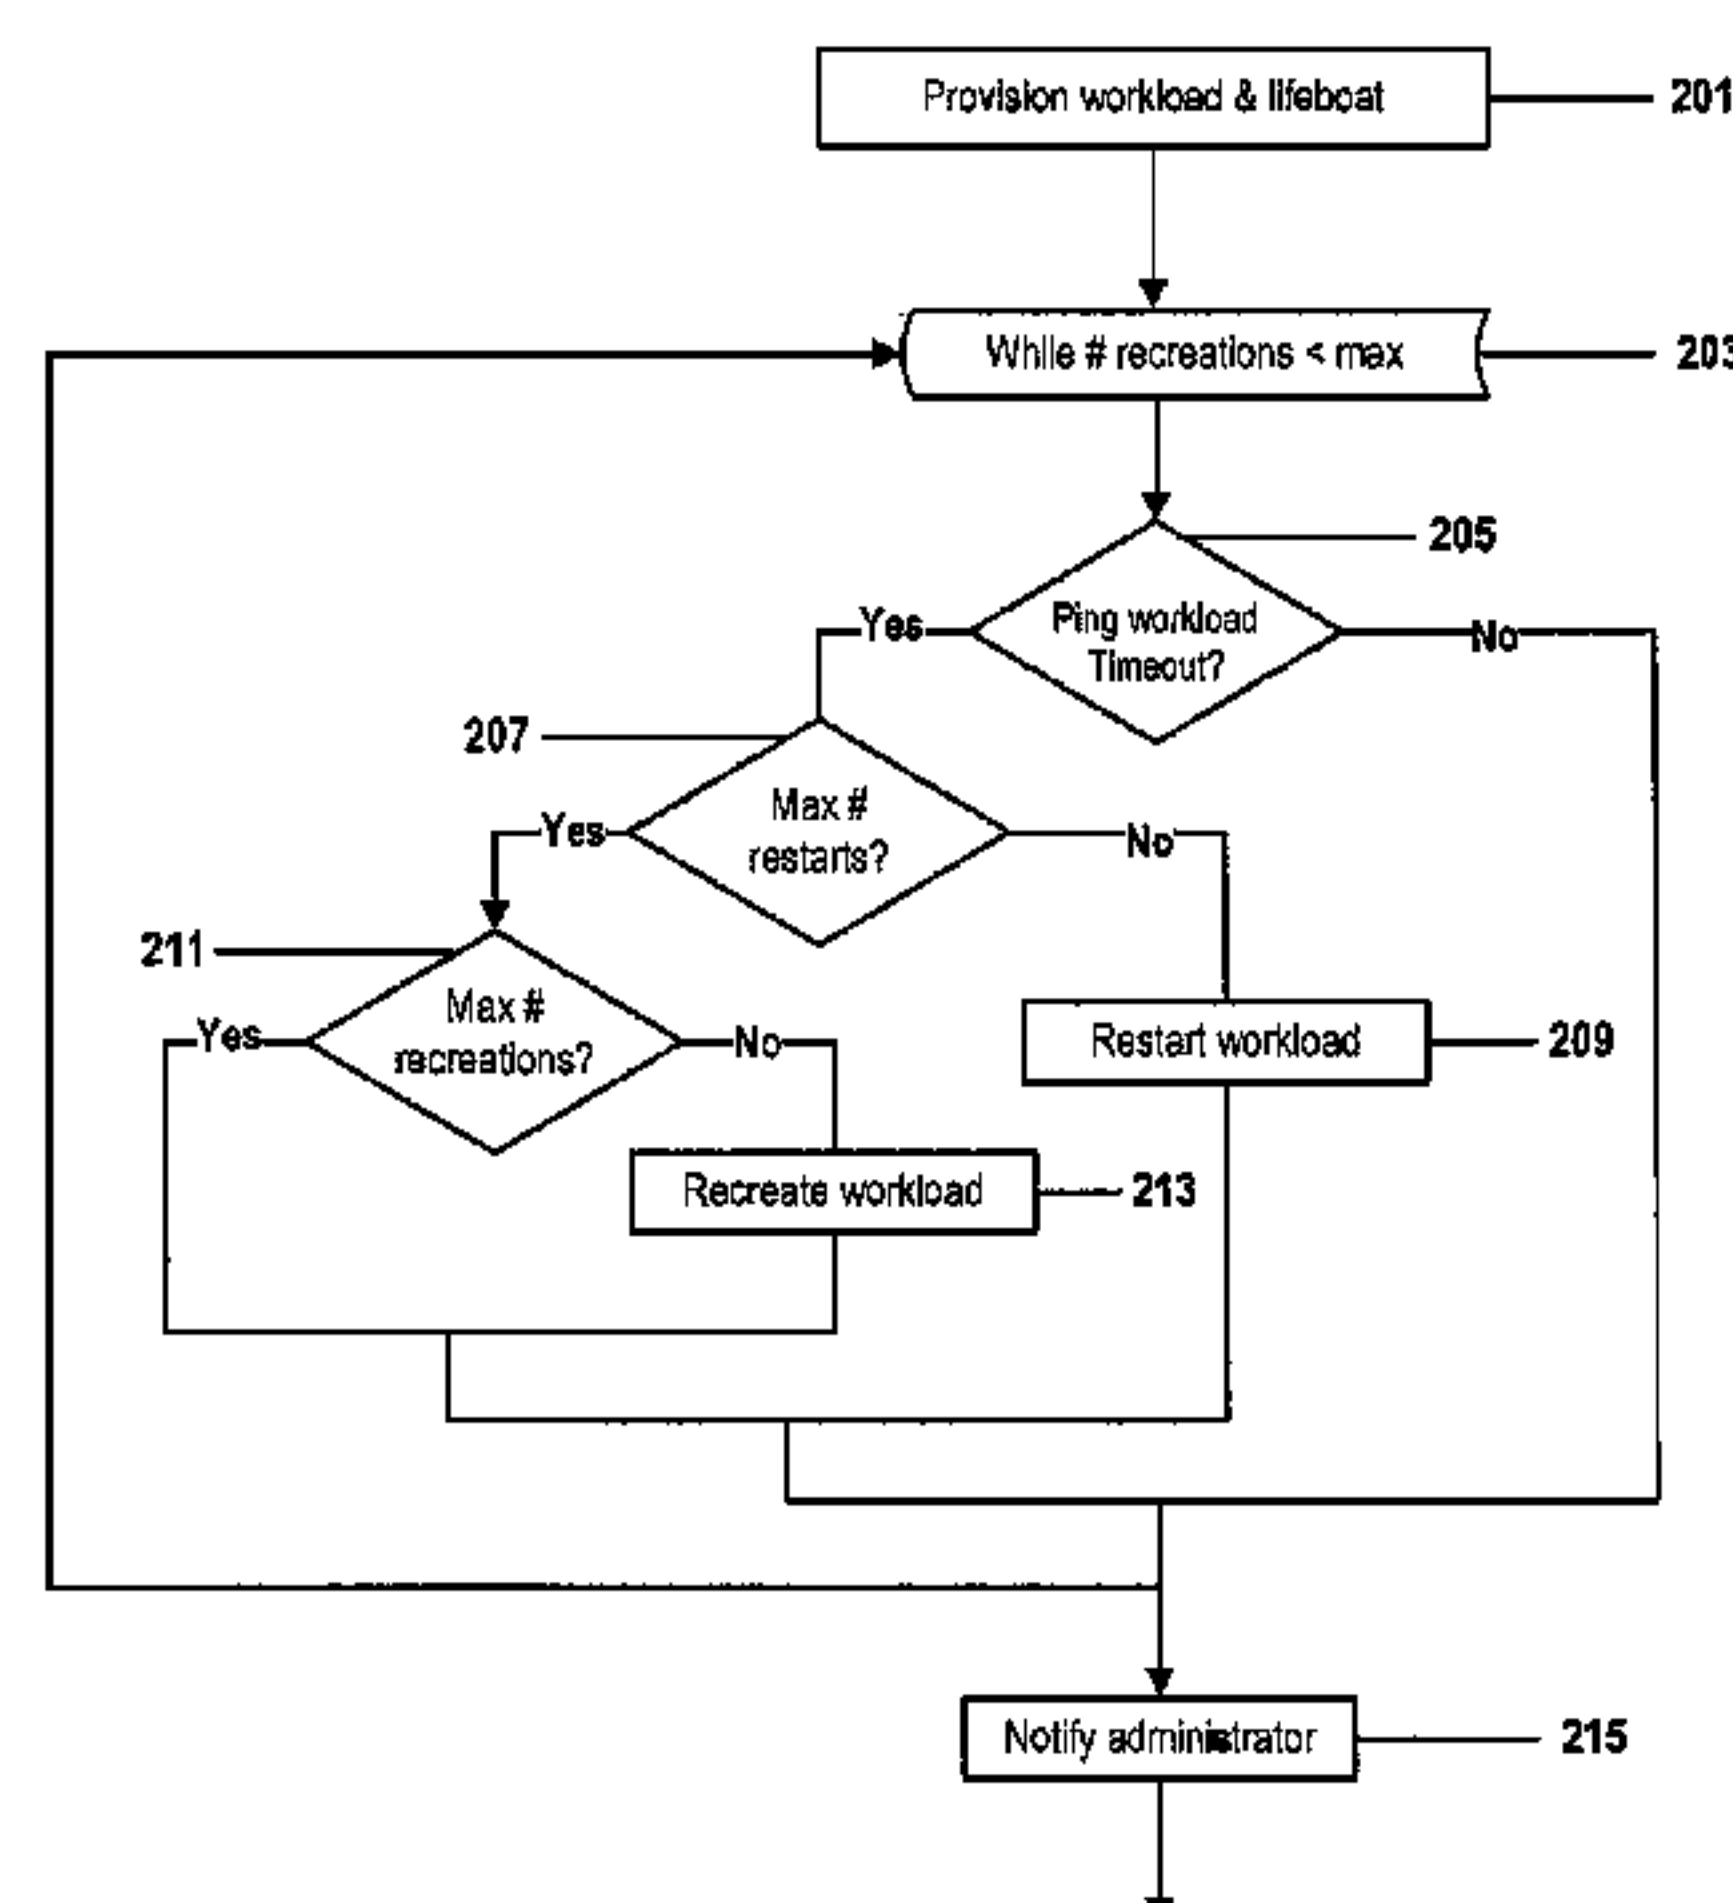 Provision workload & lifeboat
201
While # recreations < max
203
205
Ping workload
Timeout?
Yes
No
207
Max #
restarts?
Yes
No
211
Max #
recreations?
Yes
No
Restart workload
209
Recreate workload
213
Notify administrator
215